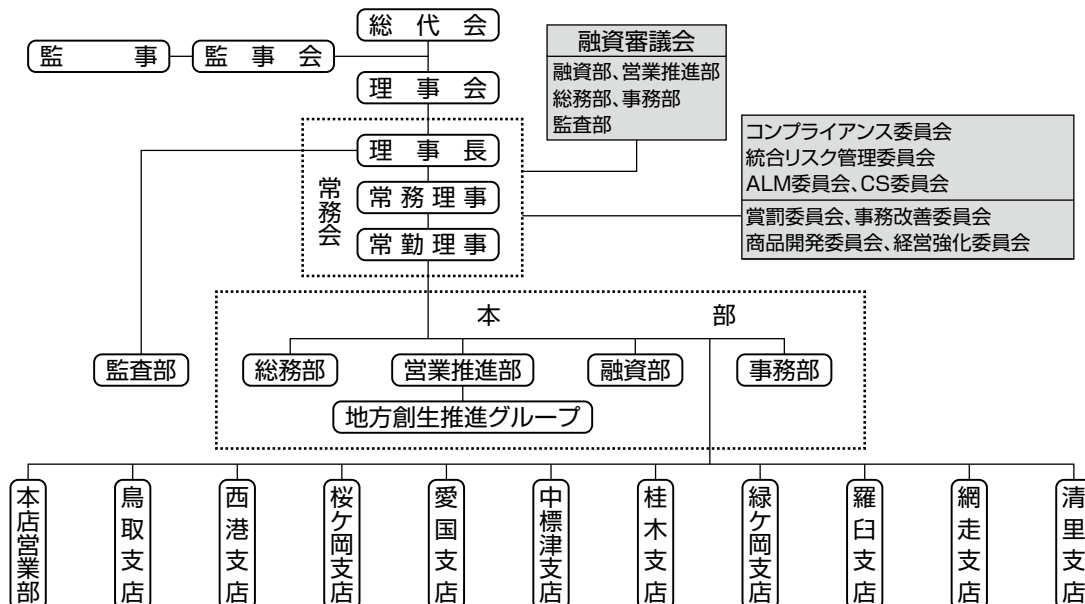 総代会
監事
監事会
理事会
融資審議会
融資部、営業推進部
総務部、事務部
監査部
コンプライアンス委員会
統合リスク管理委員会
ALM委員会、CS委員会
賞罰委員会、事務改善委員会
商品開発委員会、経営強化委員会
常務会
理事長
常務理事
常勤理事
本部
監査部
総務部
営業推進部
融資部
事務部
地方創生推進グループ
本店営業部
鳥取支店
西港支店
桜ケ岡支店
愛国支店
中標津支店
桂木支店
緑ケ岡支店
羅臼支店
網走支店
清里支店